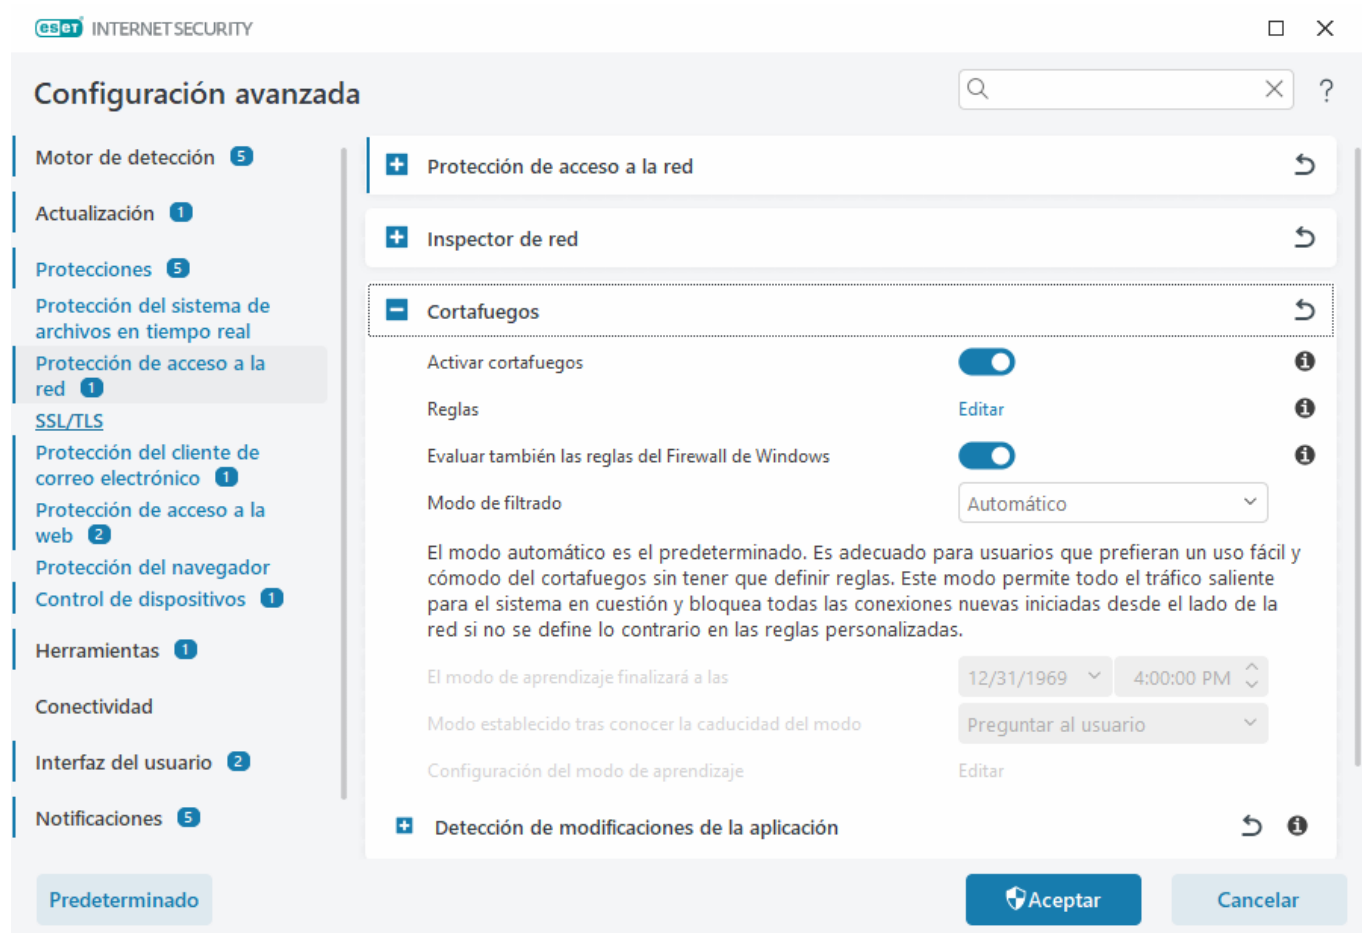 eset INTERNET SECURITY
Configuración avanzada
?
Motor de detección 5
Actualización 1
Protecciones 5
Protección del sistema de
archivos en tiempo real
Protección de acceso a la
red 1
SSL/TLS
Protección del cliente de
correo electrónico 1
Protección de acceso a la
web 2
Protección del navegador
Control de dispositivos 1
Herramientas 1
Conectividad
Interfaz del usuario 2
Notificaciones 5
Protección de acceso a la red
Inspector de red
Cortafuegos
Activar cortafuegos
Reglas Editar
Evaluar también las reglas del Firewall de Windows
Modo de filtrado Automático
El modo automático es el predeterminado. Es adecuado para usuarios que prefieran un uso fácil y
cómodo del cortafuegos sin tener que definir reglas. Este modo permite todo el tráfico saliente
para el sistema en cuestión y bloquea todas las conexiones nuevas iniciadas desde el lado de la
red si no se define lo contrario en las reglas personalizadas.
El modo de aprendizaje finalizará a las 12/31/1969 4:00:00 PM
Modo establecido tras conocer la caducidad del modo Preguntar al usuario
Configuración del modo de aprendizaje Editar
Detección de modificaciones de la aplicación
Predeterminado Aceptar Cancelar